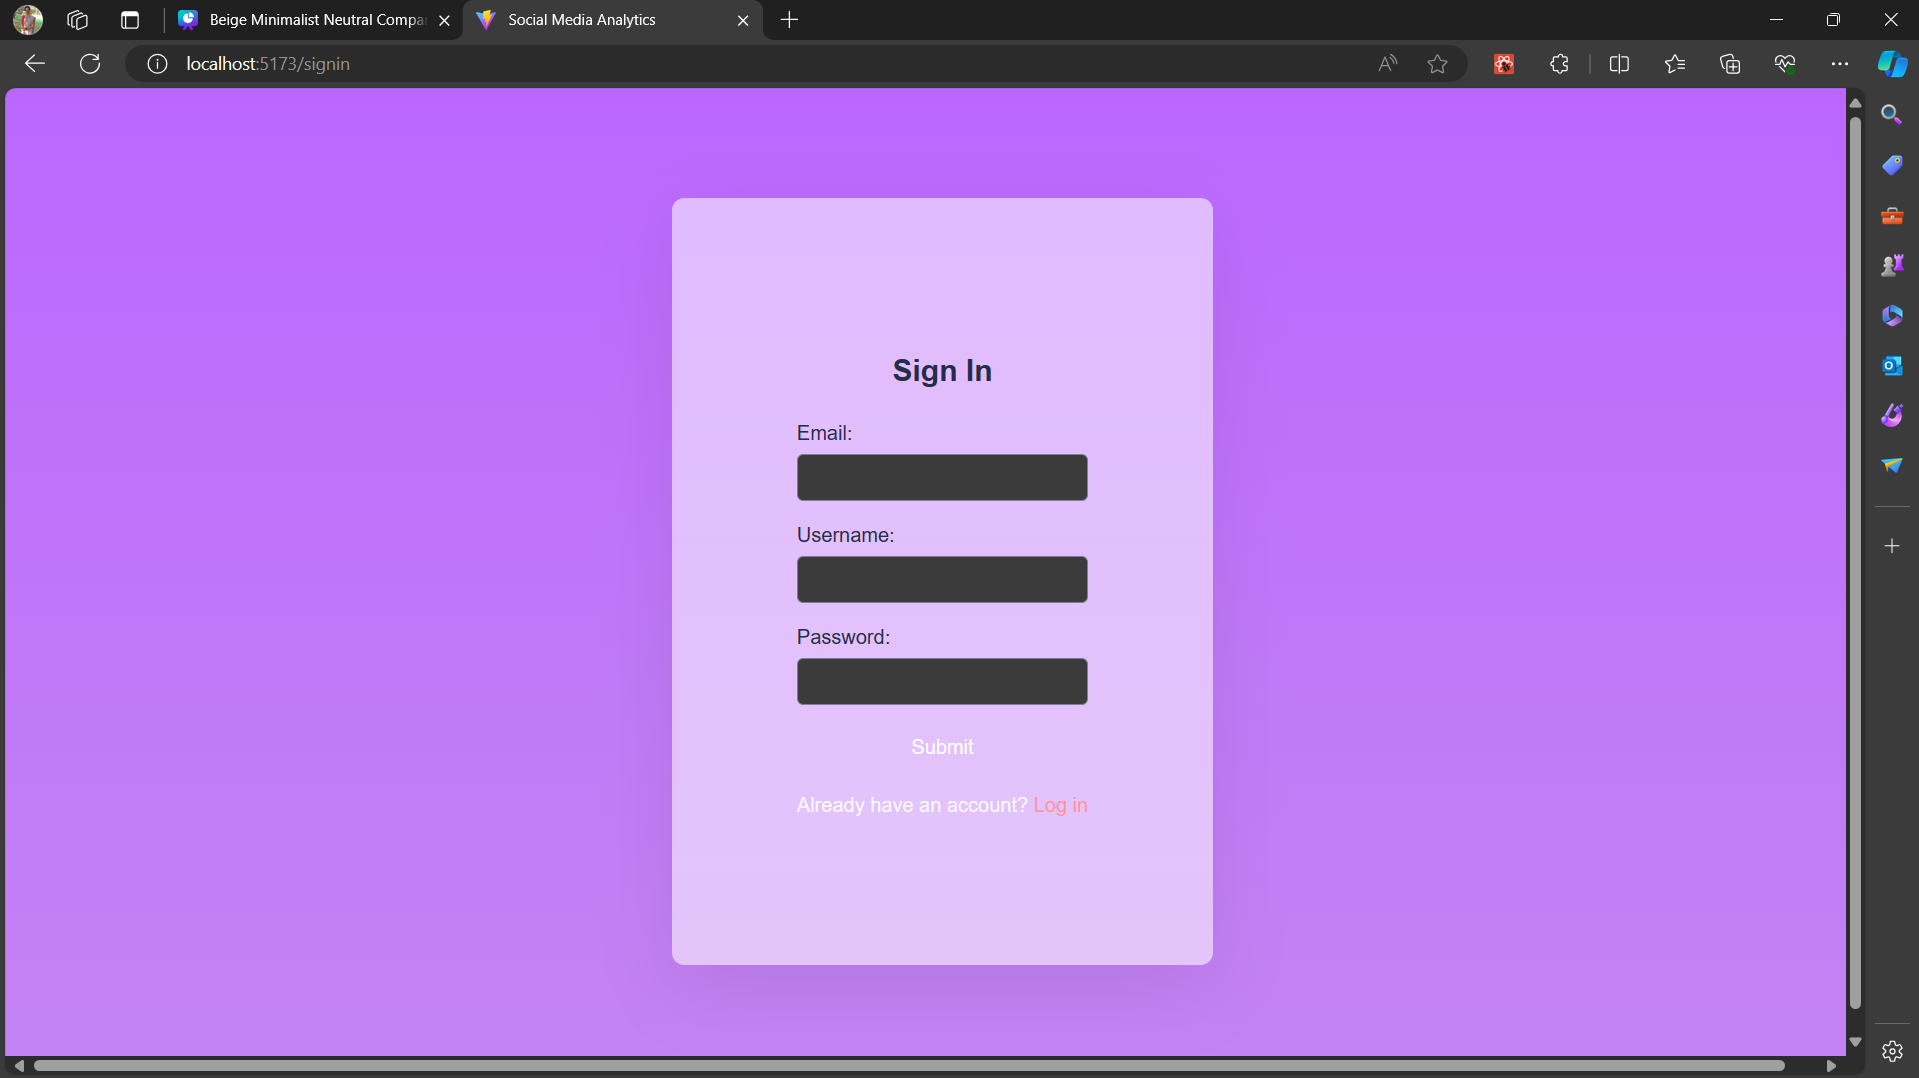 Beige Minimalist Neutral Compa
Social Media Analytics
localhost:5173/signin
Sign In
Email:
Username:
Password:
Submit
Already have an account? Log in